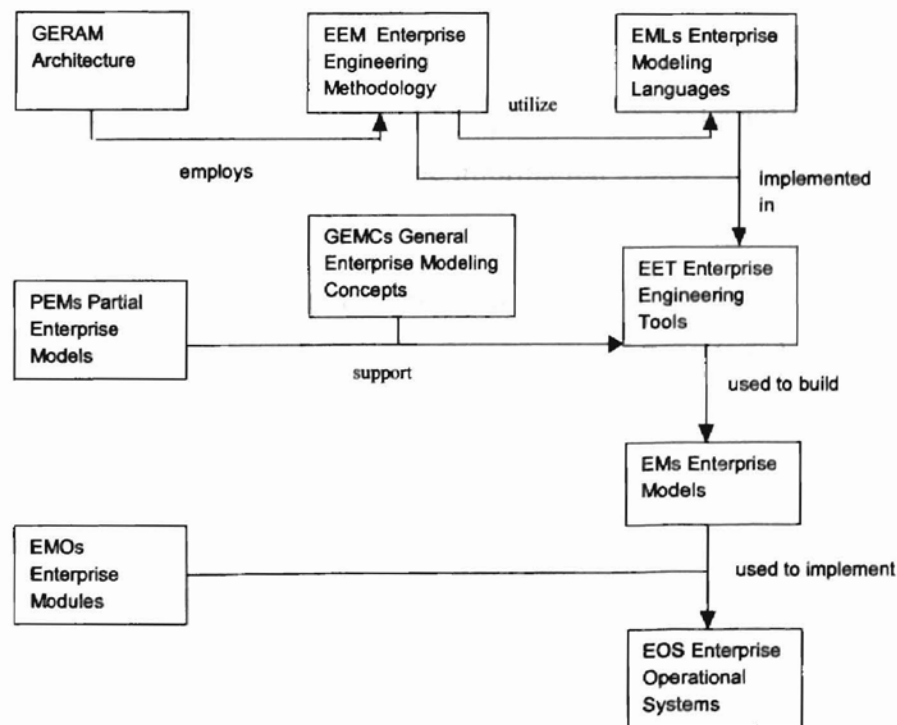 GERAM
Architecture
EEM Enterprise
Engineering
Methodology
EMLs Enterprise
Modeling
Languages
utilize
employs
Implemented
in
GEMCs General
Enterprise Modeling
Concepts
EET Enterprise
Engineering
Tools
PEMs Partial
Enterprise
Models
support
used to build
EMs Enterprise
Models
EMOs
Enterprise
Modules
used to implement
EOS Enterprise
Operational
Systems